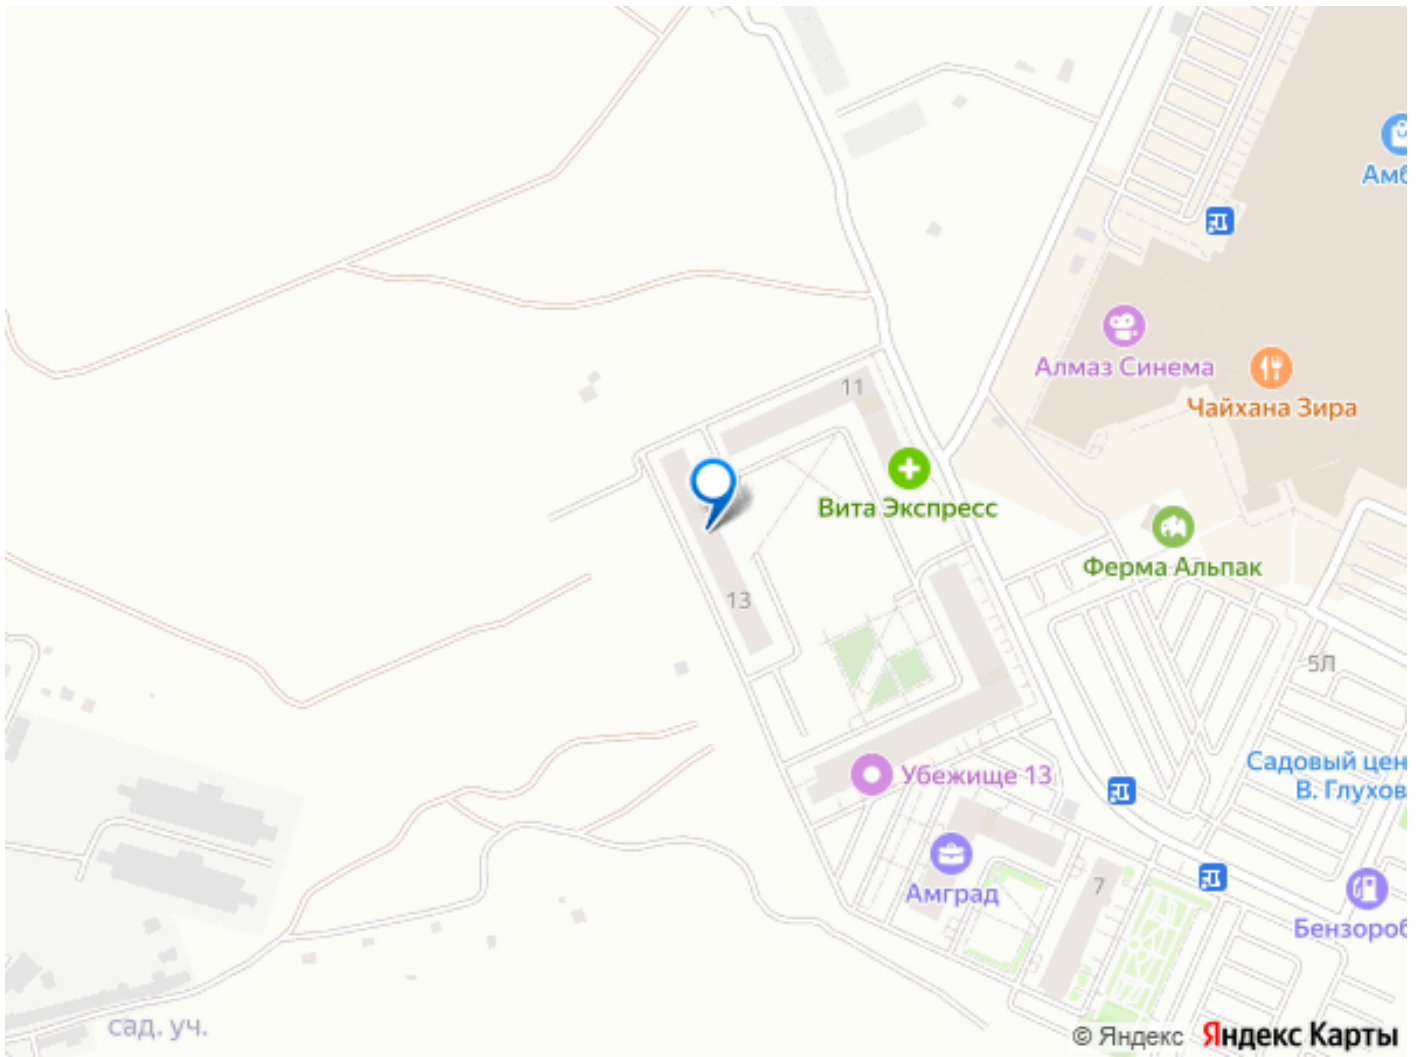 Амб
Алмаз Синема
Чайхана Зира
11
Вита Экспресс
Ферма Альпак
13
5Л
Садовый цен
В. Глухов
Убежище 13
Амград
7
Бензороб
сад. уч.
© Яндекс Яндекс Карты